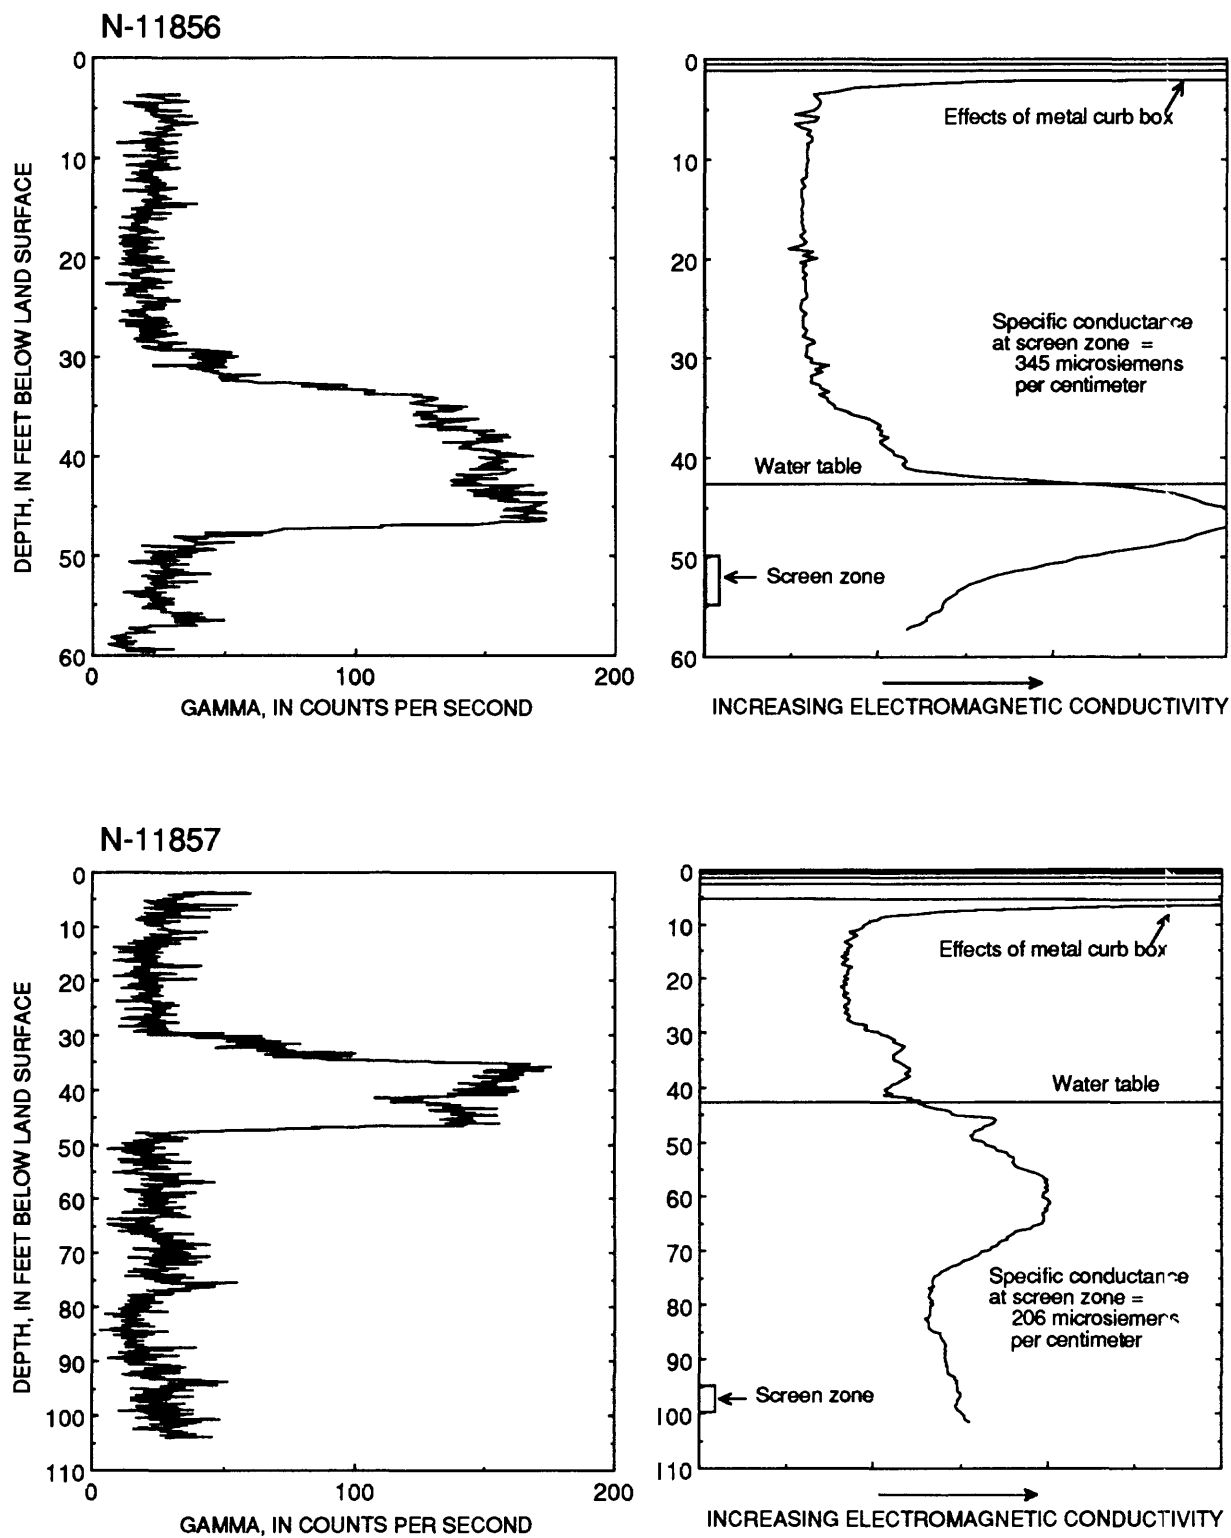 N-11856
0
10
20
30
40
50
60
DEPTH, IN FEET BELOW LAND SURFACE
0
100
200
GAMMA, IN COUNTS PER SECOND
0
10
20
30
40
50
60
Effects of metal curb box
Specific conductance
at screen zone =
345 microsiemens
per centimeter
Water table
Screen zone
INCREASING ELECTROMAGNETIC CONDUCTIVITY
N-11857
0
10
20
30
40
50
60
70
80
90
100
110
DEPTH, IN FEET BELOW LAND SURFACE
0
100
200
GAMMA, IN COUNTS PER SECOND
0
10
20
30
40
50
60
70
80
90
100
110
Effects of metal curb box
Water table
Specific conductance
at screen zone =
206 microsiemens
per centimeter
Screen zone
INCREASING ELECTROMAGNETIC CONDUCTIVITY